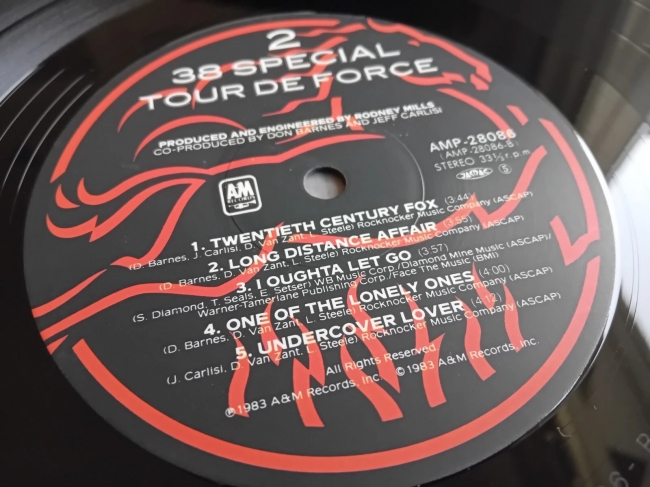 2
38 SPECIAL
TOUR DE FORCE
PRODUCED AND ENGINEERED BY RODNEY MILLS
CO-PRODUCED BY DON BARNES AND JEFF CARLISI
AMP-28086
(AMP-28086-B)
STEREO 33⅓ r.p.m.
JASRAC Ⓢ
A&M
RECORDS
1. TWENTIETH CENTURY FOX (3:44)
(D. Barnes, J. Carlisi, D. Van Zant, L. Steele) Rocknocker Music Company (ASCAP)
2. LONG DISTANCE AFFAIR (3:55)
(D. Barnes, D. Van Zant, L. Steele) Rocknocker Music Company (ASCAP)
3. I OUGHTA LET GO (3:57)
(S. Diamond, T. Seals, E. Setser) WB Music Corp./Diamond Mine Music (ASCAP)/
Warner-Tamerlane Publishing Corp./Face The Music (BMI)
4. ONE OF THE LONELY ONES (4:00)
(D. Barnes, D. Van Zant, L. Steele) Rocknocker Music Company (ASCAP)
5. UNDERCOVER LOVER (4:12)
(J. Carlisi, D. Van Zant, L. Steele) Rocknocker Music Company (ASCAP)
All Rights Reserved
℗1983 A&M Records, Inc. ©1983 A&M Records, Inc.